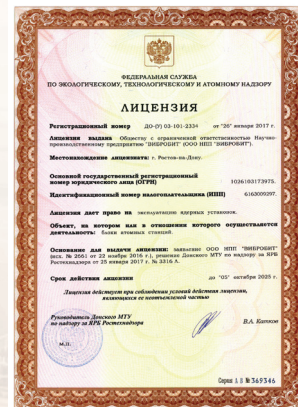 ФЕДЕРАЛЬНАЯ СЛУЖБА
ПО ЭКОЛОГИЧЕСКОМУ, ТЕХНОЛОГИЧЕСКОМУ И АТОМНОМУ НАДЗОРУ
ЛИЦЕНЗИЯ
Регистрационный номер ДО-(У) 03-101-2334 от "26" января 2017 г.
Лицензия выдана Обществу с ограниченной ответственностью Научно-
производственному предприятию "ВИБРОБИТ" (ООО НПП "ВИБРОБИТ").
Местонахождение лицензиата: г. Ростов-на-Дону.
Основной государственный регистрационный
номер юридического лица (ОГРН) 1036163173975.
Идентификационный номер налогоплательщика (ИНН) 6163009297.
Лицензия дает право на эксплуатацию ядерных установок.
Объект, на котором или в отношении которого осуществляется
деятельность: блоки атомных станций.
Основание для выдачи лицензии: заявление ООО НПП "ВИБРОБИТ"
(вх. № 2661 от 22 ноября 2016 г.), решение Донского МТУ по надзору за ЯРБ
Ростехнадзора от 25 января 2017 г. № 3316 А.
Срок действия лицензии до "05" октября 2025 г.
Лицензия действует при соблюдении условий действия лицензии,
являющихся ее неотъемлемой частью
Руководитель Донского МТУ
по надзору за ЯРБ Ростехнадзора В.А. Катков
М.П.
Серия А В № 369346